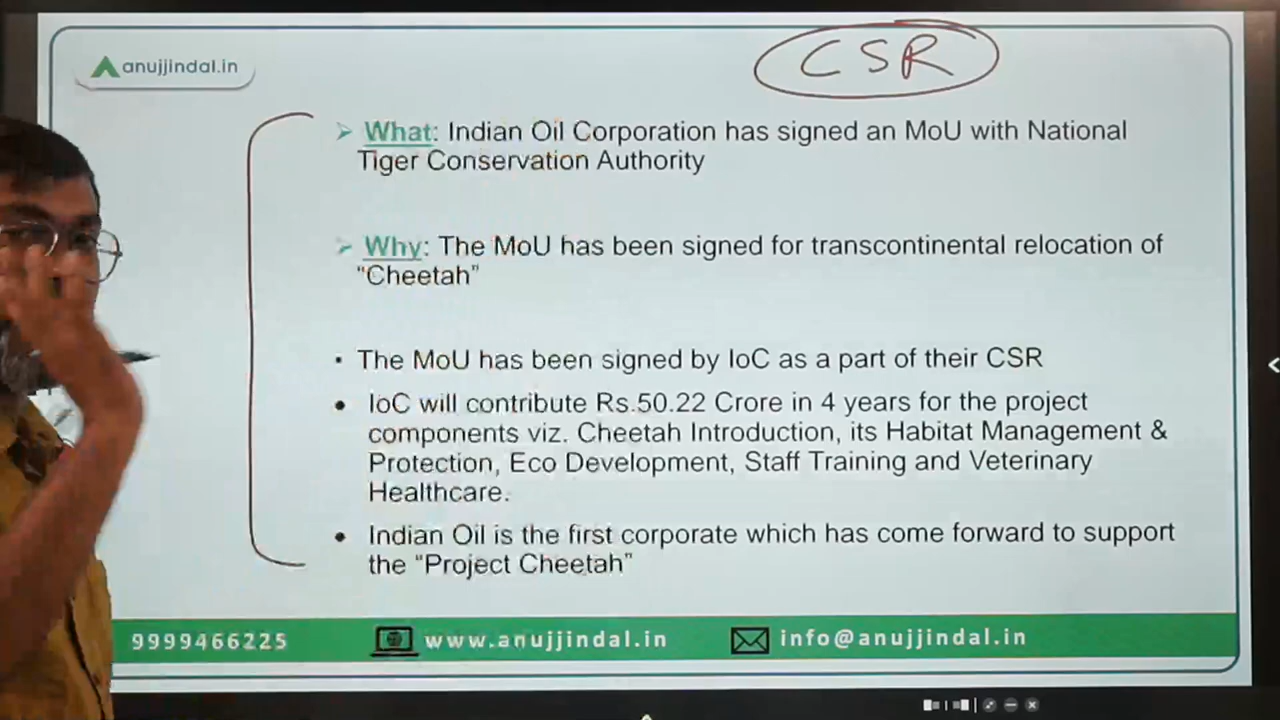 CSR
anujjindal.in
What: Indian Oil Corporation has signed an MoU with National
Tiger Conservation Authority
Why: The MoU has been signed for transcontinental relocation of
"Cheetah"
The MoU has been signed by IoC as a part of their CSR
IoC will contribute Rs.50.22 Crore in 4 years for the project
components viz. Cheetah Introduction, its Habitat Management &
Protection, Eco Development, Staff Training and Veterinary
Healthcare.
Indian Oil is the first corporate which has come forward to support
the "Project Cheetah"
9999466225 www.anujjindal.in info@anujjindal.in